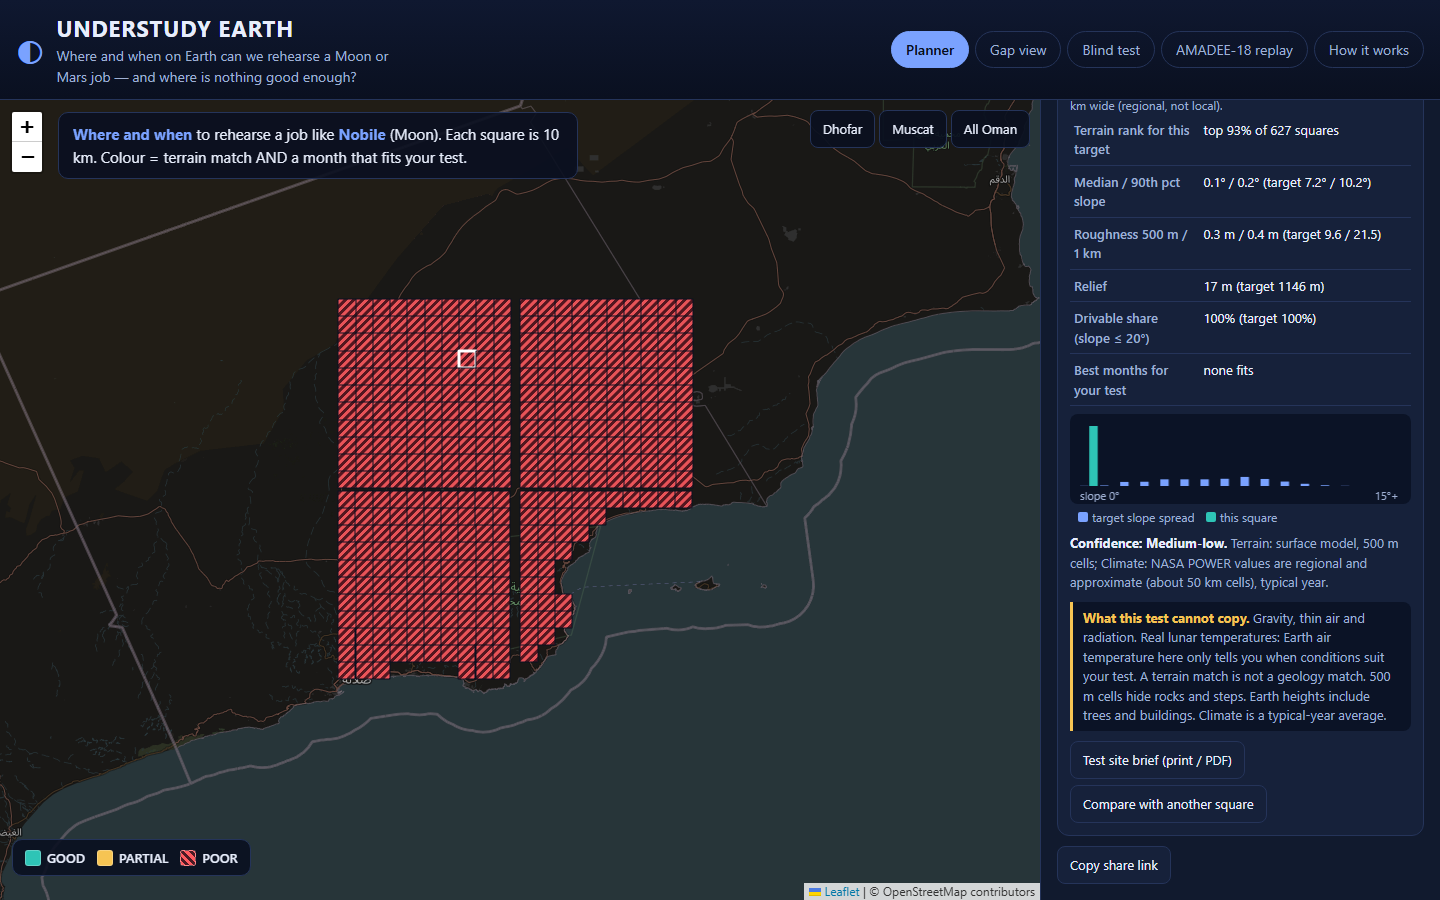 UNDERSTUDY EARTH
Where and when on Earth can we rehearse a Moon or
Mars job — and where is nothing good enough?
Planner
Gap view
Blind test
AMADEE-18 replay
How it works
+
−
Where and when to rehearse a job like Nobile (Moon). Each square is 10
km. Colour = terrain match AND a month that fits your test.
Dhofar
Muscat
All Oman
الدقم
صلالة
GOOD
PARTIAL
POOR
Leaflet | © OpenStreetMap contributors
km wide (regional, not local).
Terrain rank for this
target
top 93% of 627 squares
Median / 90th pct
slope
0.1° / 0.2° (target 7.2° / 10.2°)
Roughness 500 m /
1 km
0.3 m / 0.4 m (target 9.6 / 21.5)
Relief
17 m (target 1146 m)
Drivable share
(slope ≤ 20°)
100% (target 100%)
Best months for
your test
none fits
slope 0°
15°+
target slope spread
this square
Confidence: Medium-low. Terrain: surface model, 500 m
cells; Climate: NASA POWER values are regional and
approximate (about 50 km cells), typical year.
What this test cannot copy. Gravity, thin air and
radiation. Real lunar temperatures: Earth air
temperature here only tells you when conditions suit
your test. A terrain match is not a geology match. 500
m cells hide rocks and steps. Earth heights include
trees and buildings. Climate is a typical-year average.
Test site brief (print / PDF)
Compare with another square
Copy share link